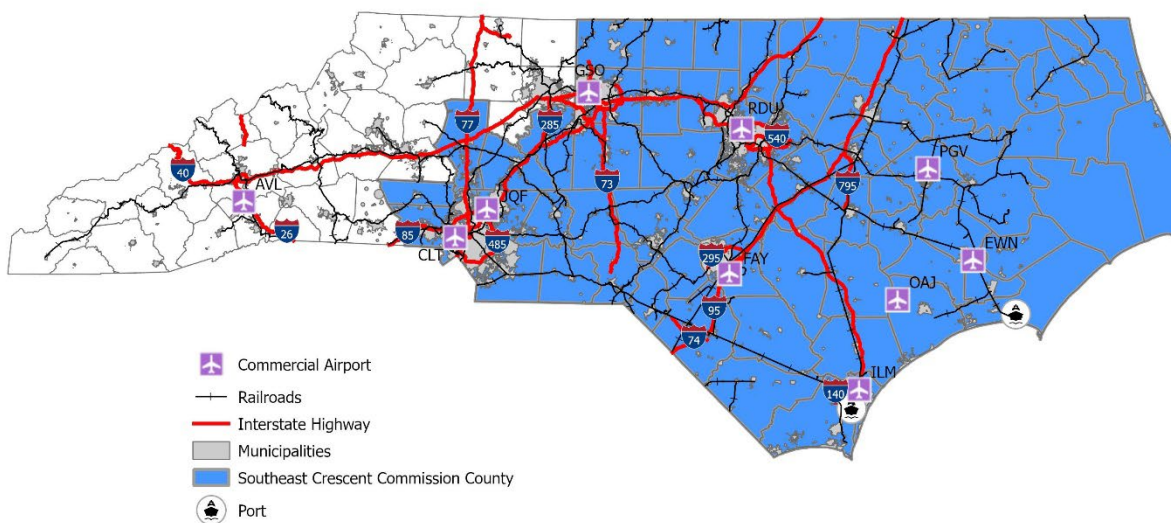 GSO
RDU
77
285
540
40
AVL
73
795
PGV
JQF
26
85
485
CLT
295
FAY
EWN
OAJ
95
74
ILM
140
Commercial Airport
Railroads
Interstate Highway
Municipalities
Southeast Crescent Commission County
Port